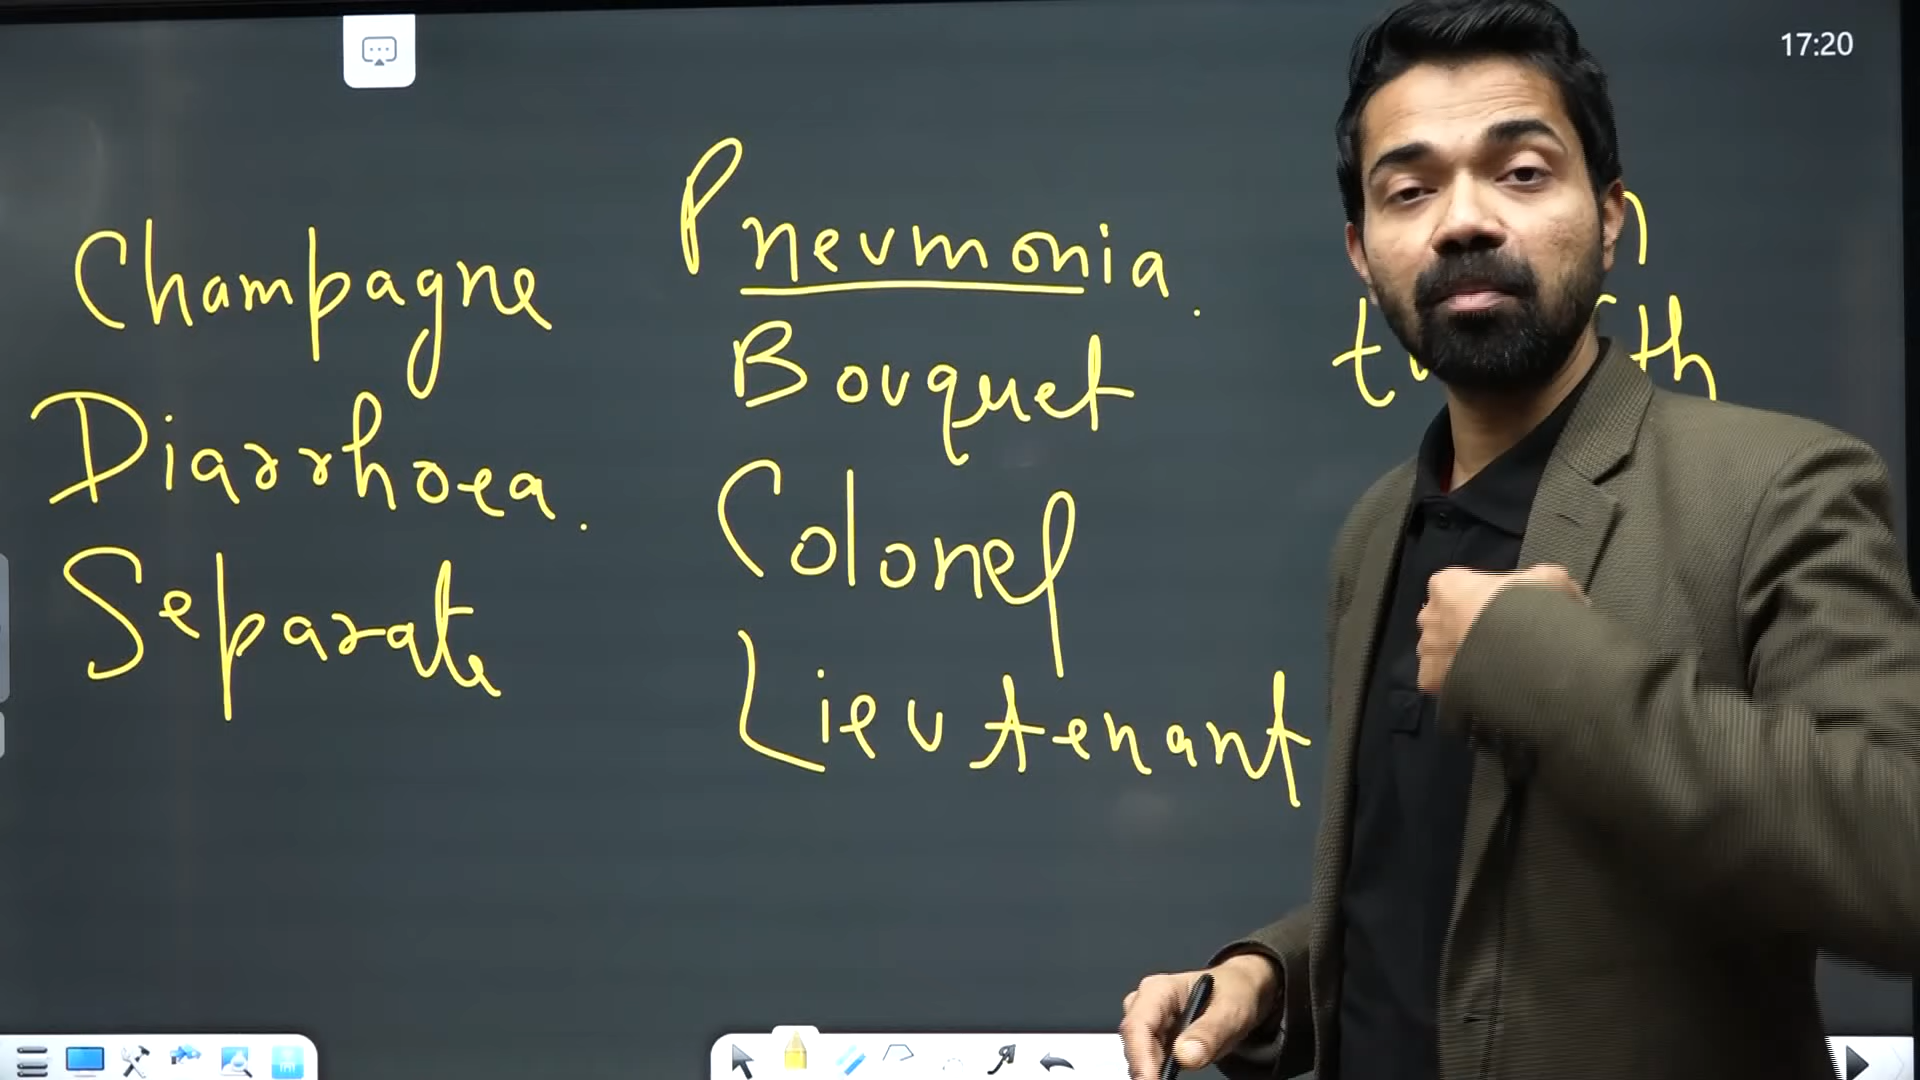 17:20
Champagne
Diarrhoea.
Separate
Pneumonia.
Bouquet
Colonel
Lieutenant